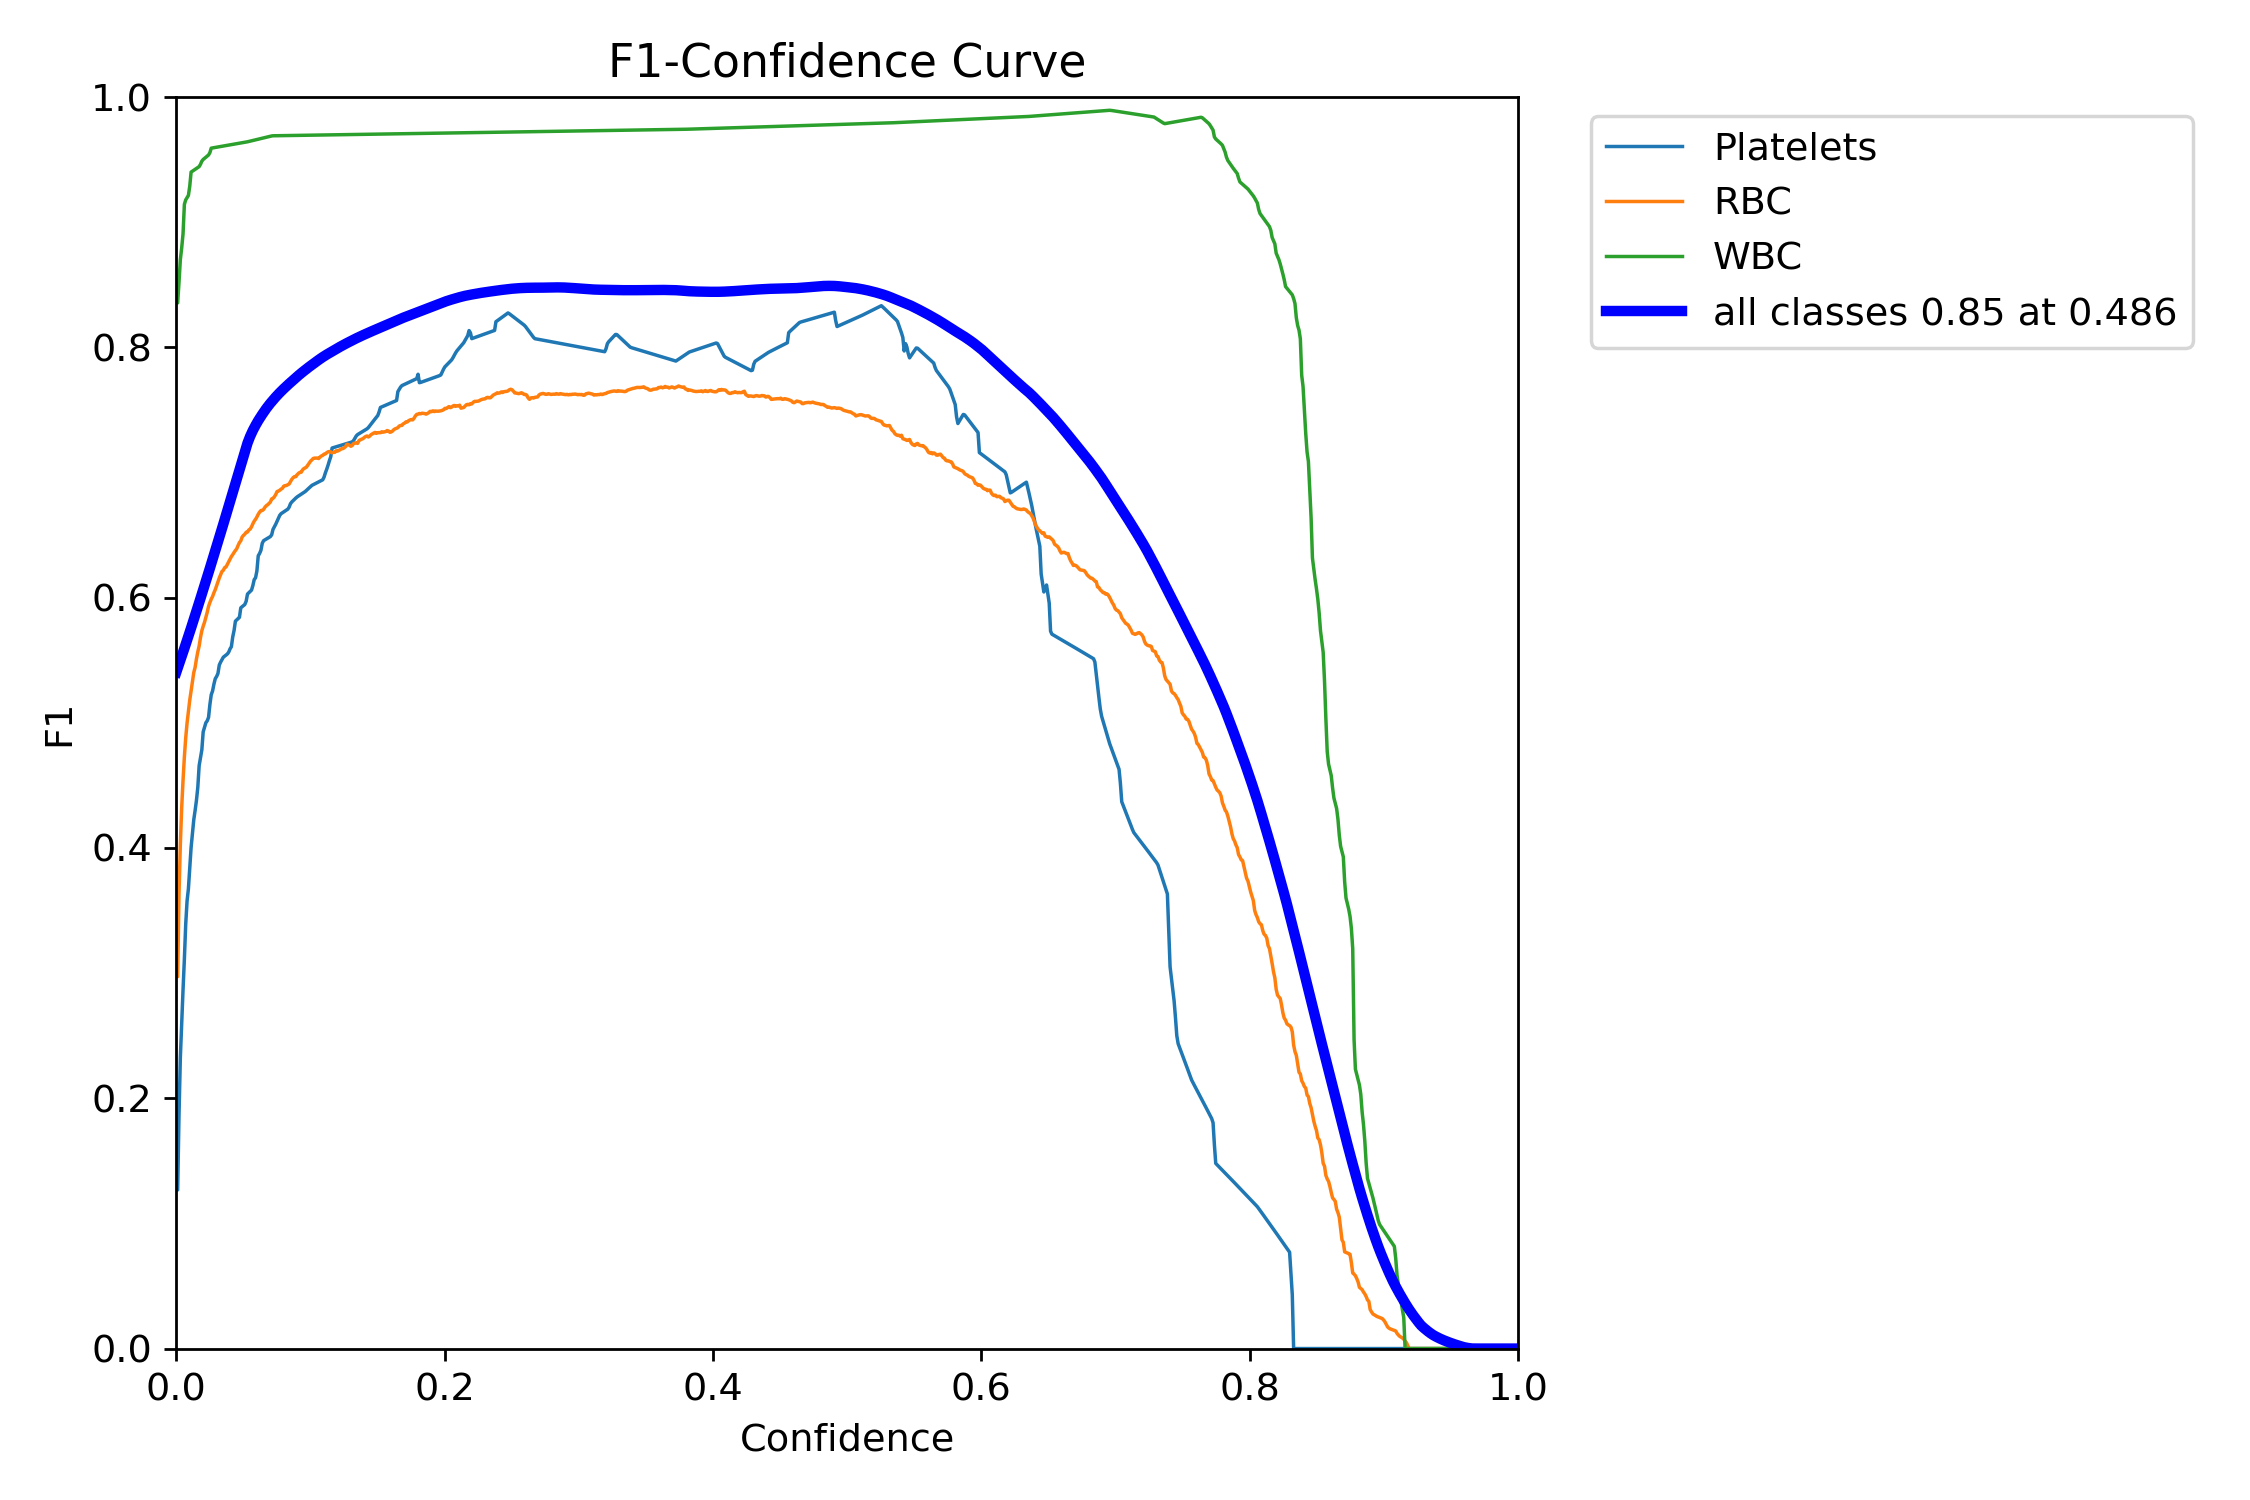 F1-Confidence Curve
1.0
0.8
0.6
0.4
0.2
0.0
F1
0.0 0.2 0.4 0.6 0.8 1.0
Confidence
Platelets
RBC
WBC
all classes 0.85 at 0.486